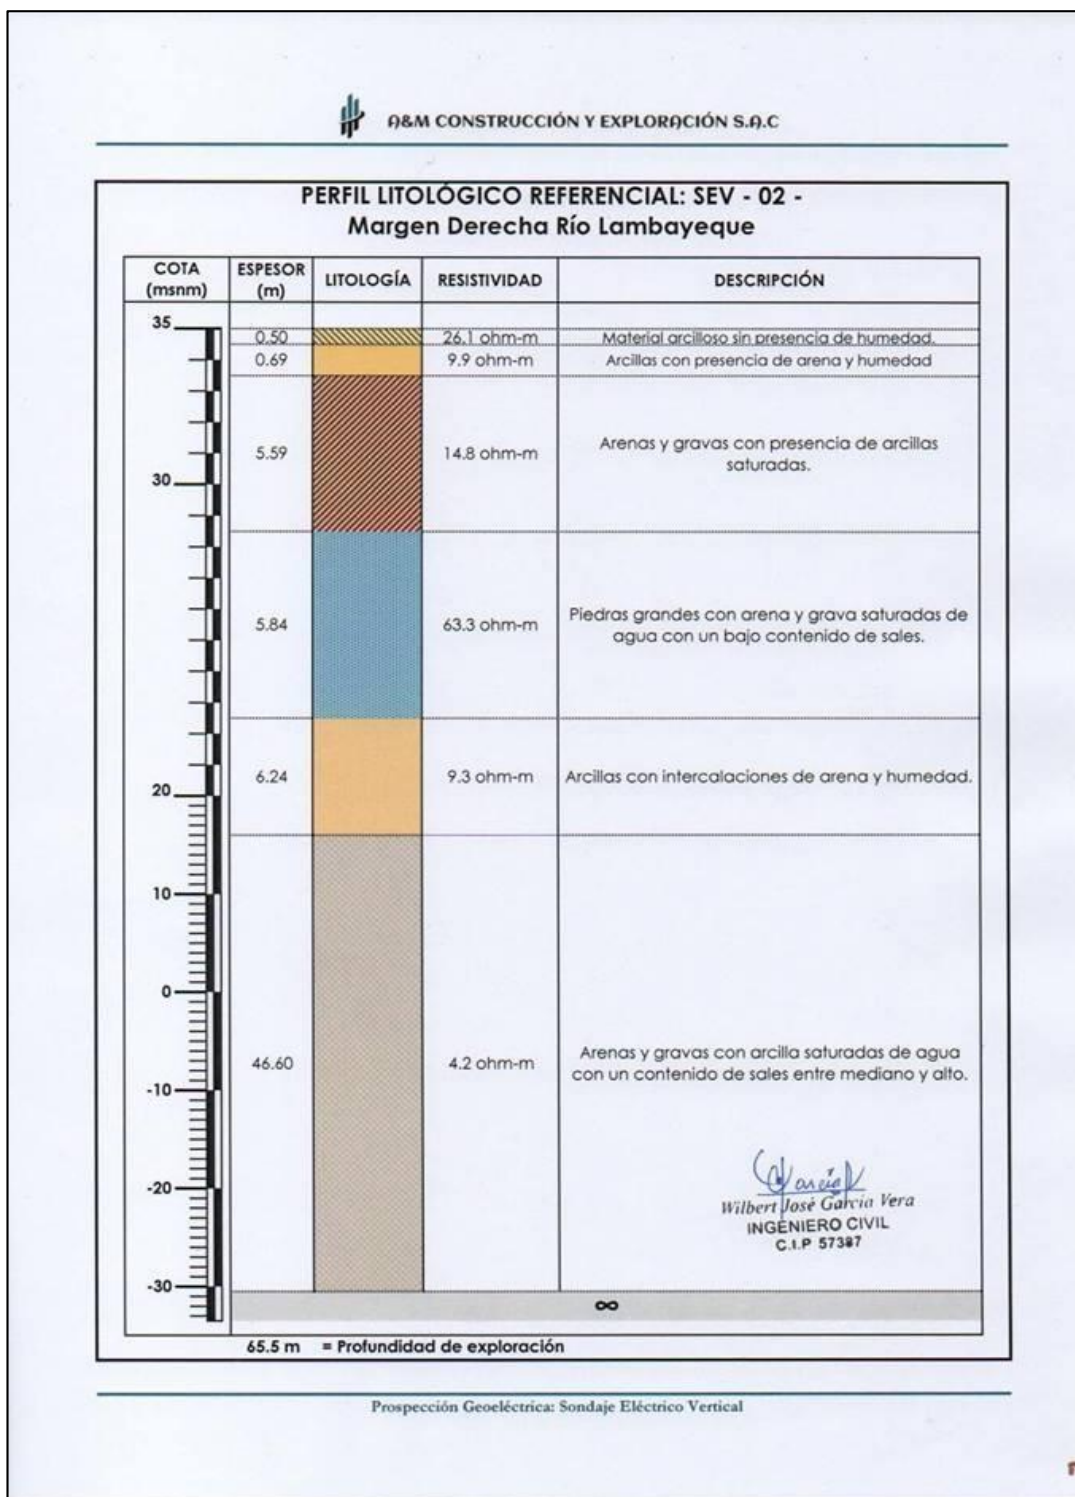 A&M CONSTRUCCIÓN Y EXPLORACIÓN S.A.C
PERFIL LITOLÓGICO REFERENCIAL: SEV - 02 -
Margen Derecha Río Lambayeque
COTA (msnm) ESPESOR (m) LITOLOGÍA RESISTIVIDAD DESCRIPCIÓN
35
0.50 26.1 ohm-m Material arcilloso sin presencia de humedad.
0.69 9.9 ohm-m Arcillas con presencia de arena y humedad
5.59 14.8 ohm-m Arenas y gravas con presencia de arcillas
saturadas.
30
5.84 63.3 ohm-m Piedras grandes con arena y grava saturadas de
agua con un bajo contenido de sales.
6.24 9.3 ohm-m Arcillas con intercalaciones de arena y humedad.
20
10
0
46.60 4.2 ohm-m Arenas y gravas con arcilla saturadas de agua
con un contenido de sales entre mediano y alto.
-10
-20
Wilbert José García Vera
INGENIERO CIVIL
C.I.P 57387
-30
∞
65.5 m = Profundidad de exploración
Prospección Geoeléctrica: Sondaje Eléctrico Vertical